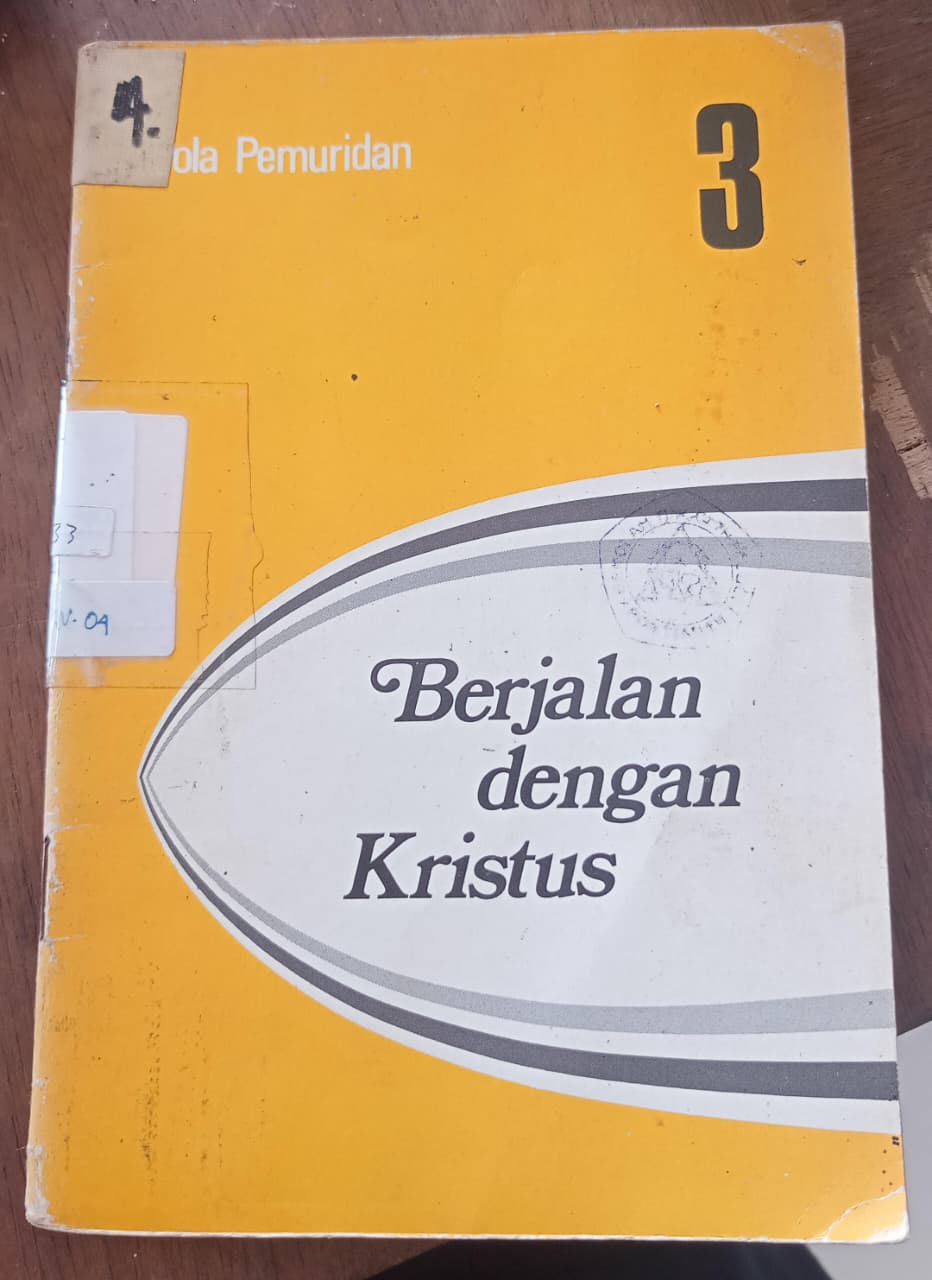 4.
ola Pemuridan
3
33
N-04
Berjalan
dengan
Kristus